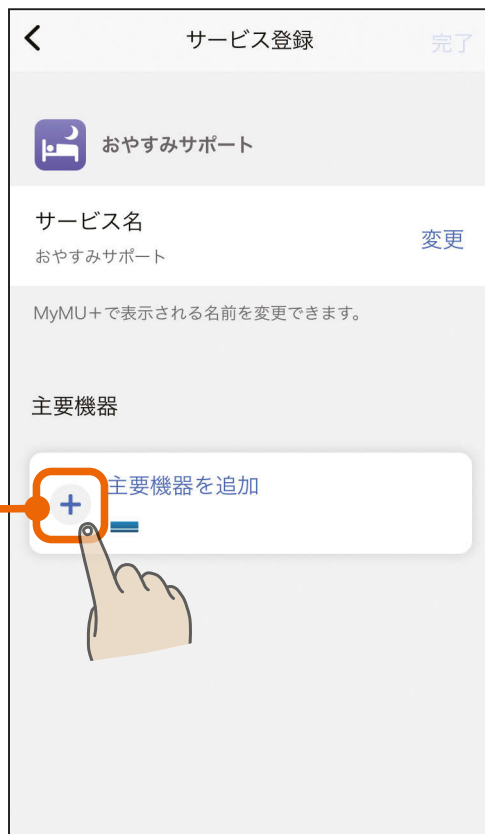 サービス登録
完了
おやすみサポート
サービス名
変更
おやすみサポート
MyMU+で表示される名前を変更できます。
主要機器
主要機器を追加